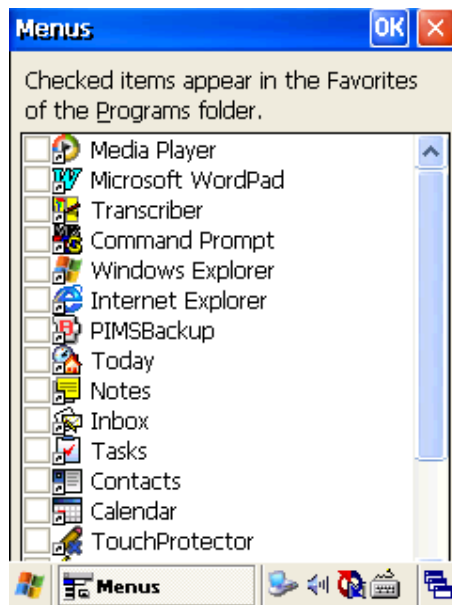 Menus OK
Checked items appear in the Favorites
of the Programs folder.
Media Player
Microsoft WordPad
Transcriber
Command Prompt
Windows Explorer
Internet Explorer
PIMSBackup
Today
Notes
Inbox
Tasks
Contacts
Calendar
TouchProtector
Menus